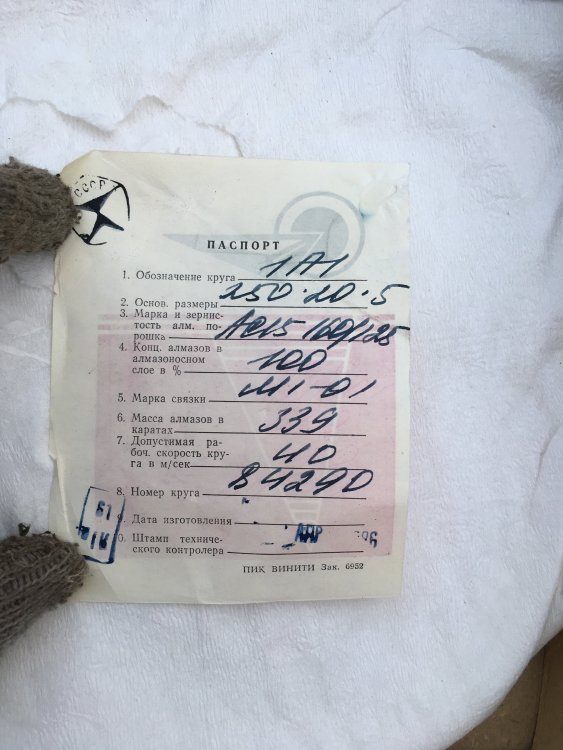 СССР
ПАСПОРТ
1. Обозначение круга 1А1
2. Основ. размеры 250·20·5
3. Марка и зернис-
тость алм. по-
рошка АС15 160/125
4. Конц. алмазов в
алмазоносном
слое в % 100
5. Марка связки М1-01
6. Масса алмазов в
каратах 339
7. Допустимая ра-
боч. скорость кру-
га в м/сек 40
8. Номер круга 84290
Дата изготовления
0. Штамп техниче-
ского контролера
ПИК ВИНИТИ Зак. 6952